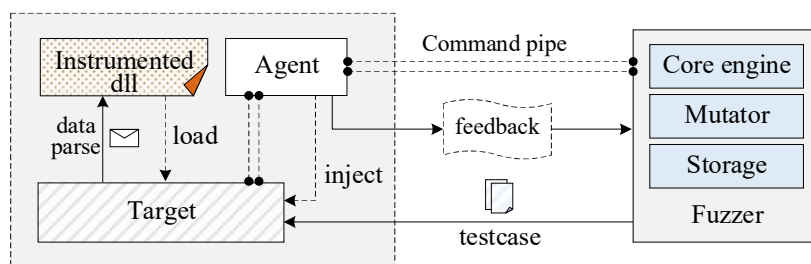 Instrumented
dll
Agent
Command pipe
Core engine
Mutator
Storage
Fuzzer
data
parse
load
inject
feedback
Target
testcase